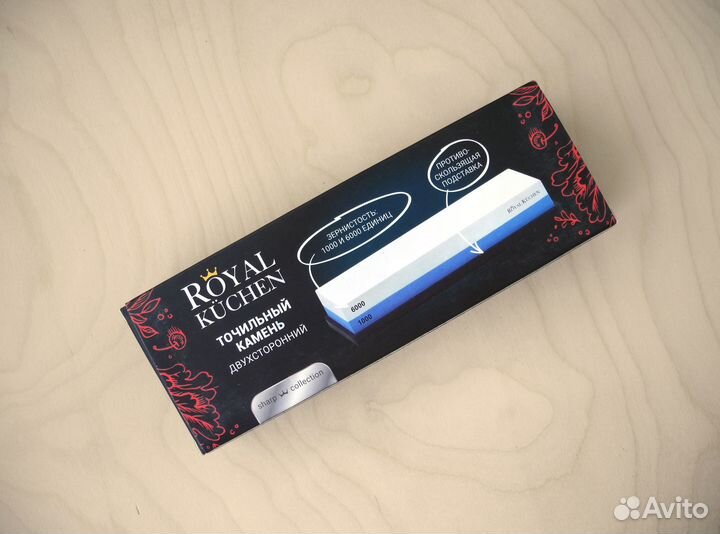 ROYAL
KÜCHEN
ТОЧИЛЬНЫЙ
КАМЕНЬ
ДВУХСТОРОННИЙ
sharp collection
ЗЕРНИСТОСТЬ:
1000 И 6000 ЕДИНИЦ
ПРОТИВО-
СКОЛЬЗЯЩАЯ
ПОДСТАВКА
ROYAL KÜCHEN
6000
1000
Avito